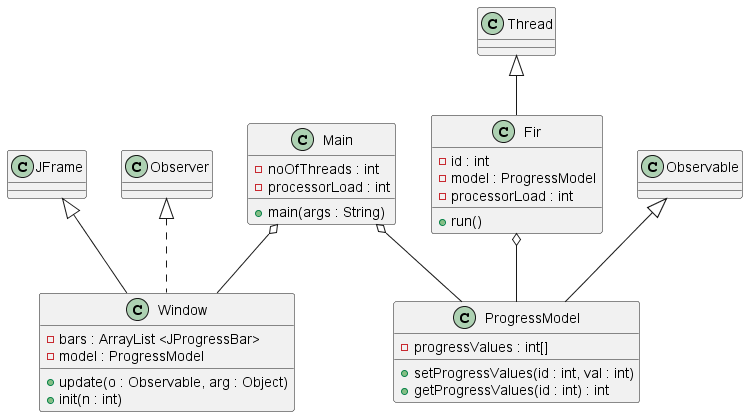 C Thread
C JFrame
C Observer
C Main
noOfThreads : int
processorLoad : int
main(args : String)
C Fir
id : int
model : ProgressModel
processorLoad : int
run()
C Observable
C Window
bars : ArrayList <JProgressBar>
model : ProgressModel
update(o : Observable, arg : Object)
init(n : int)
C ProgressModel
progressValues : int[]
setProgressValues(id : int, val : int)
getProgressValues(id : int) : int